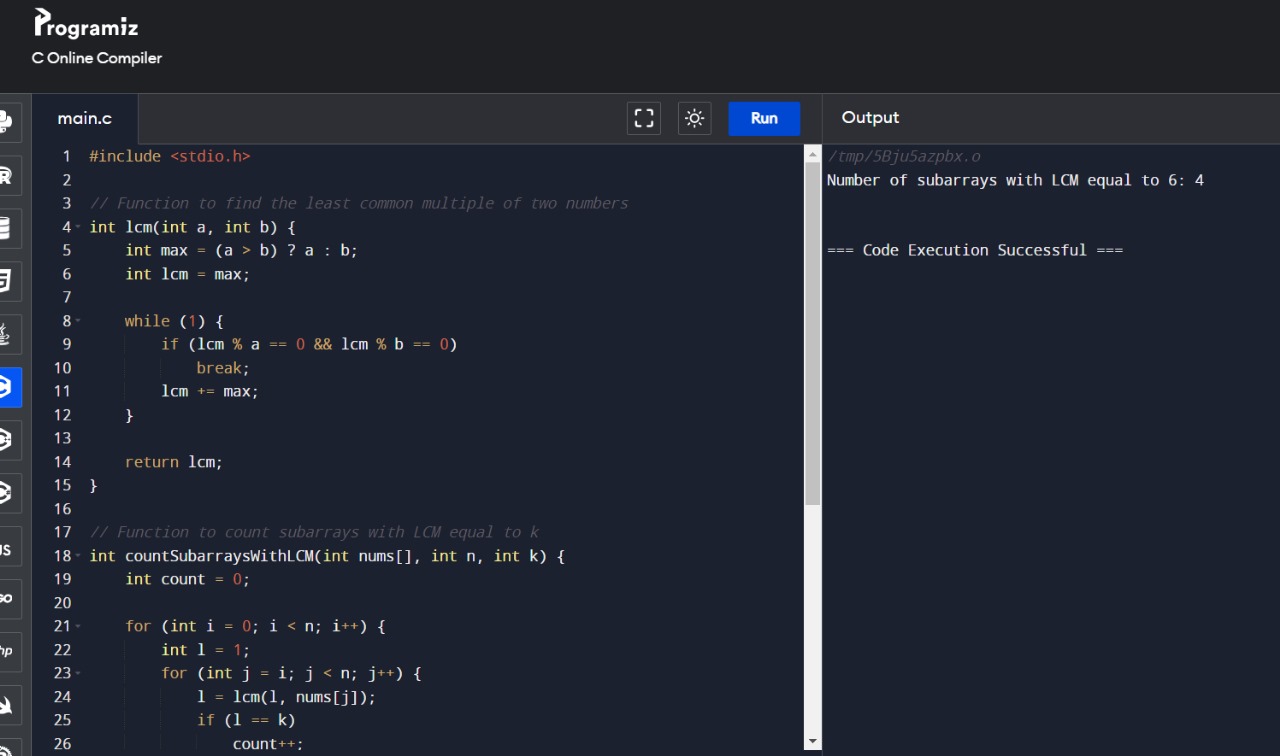 Programiz
C Online Compiler
main.c
Run
Output
1 #include <stdio.h>
2
3 // Function to find the least common multiple of two numbers
4 int lcm(int a, int b) {
5     int max = (a > b) ? a : b;
6     int lcm = max;
7
8     while (1) {
9         if (lcm % a == 0 && lcm % b == 0)
10             break;
11         lcm += max;
12     }
13
14     return lcm;
15 }
16
17 // Function to count subarrays with LCM equal to k
18 int countSubarraysWithLCM(int nums[], int n, int k) {
19     int count = 0;
20
21     for (int i = 0; i < n; i++) {
22         int l = 1;
23         for (int j = i; j < n; j++) {
24             l = lcm(l, nums[j]);
25             if (l == k)
26                 count++;
/tmp/5Bju5azpbx.o
Number of subarrays with LCM equal to 6: 4
=== Code Execution Successful ===